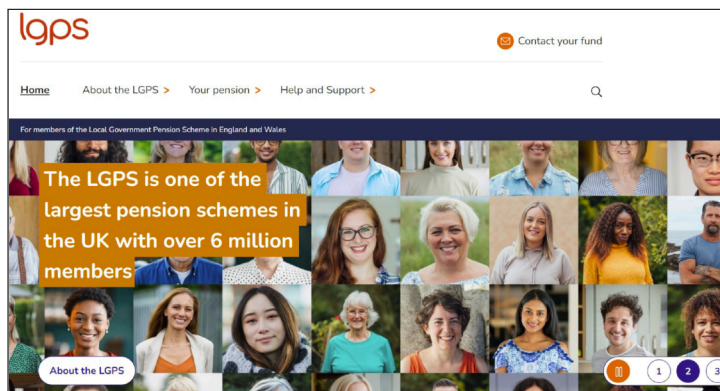 lgps
Contact your fund
Home About the LGPS > Your pension > Help and Support >
For members of the Local Government Pension Scheme in England and Wales
The LGPS is one of the
largest pension schemes in
the UK with over 6 million
members
About the LGPS
1 2 3